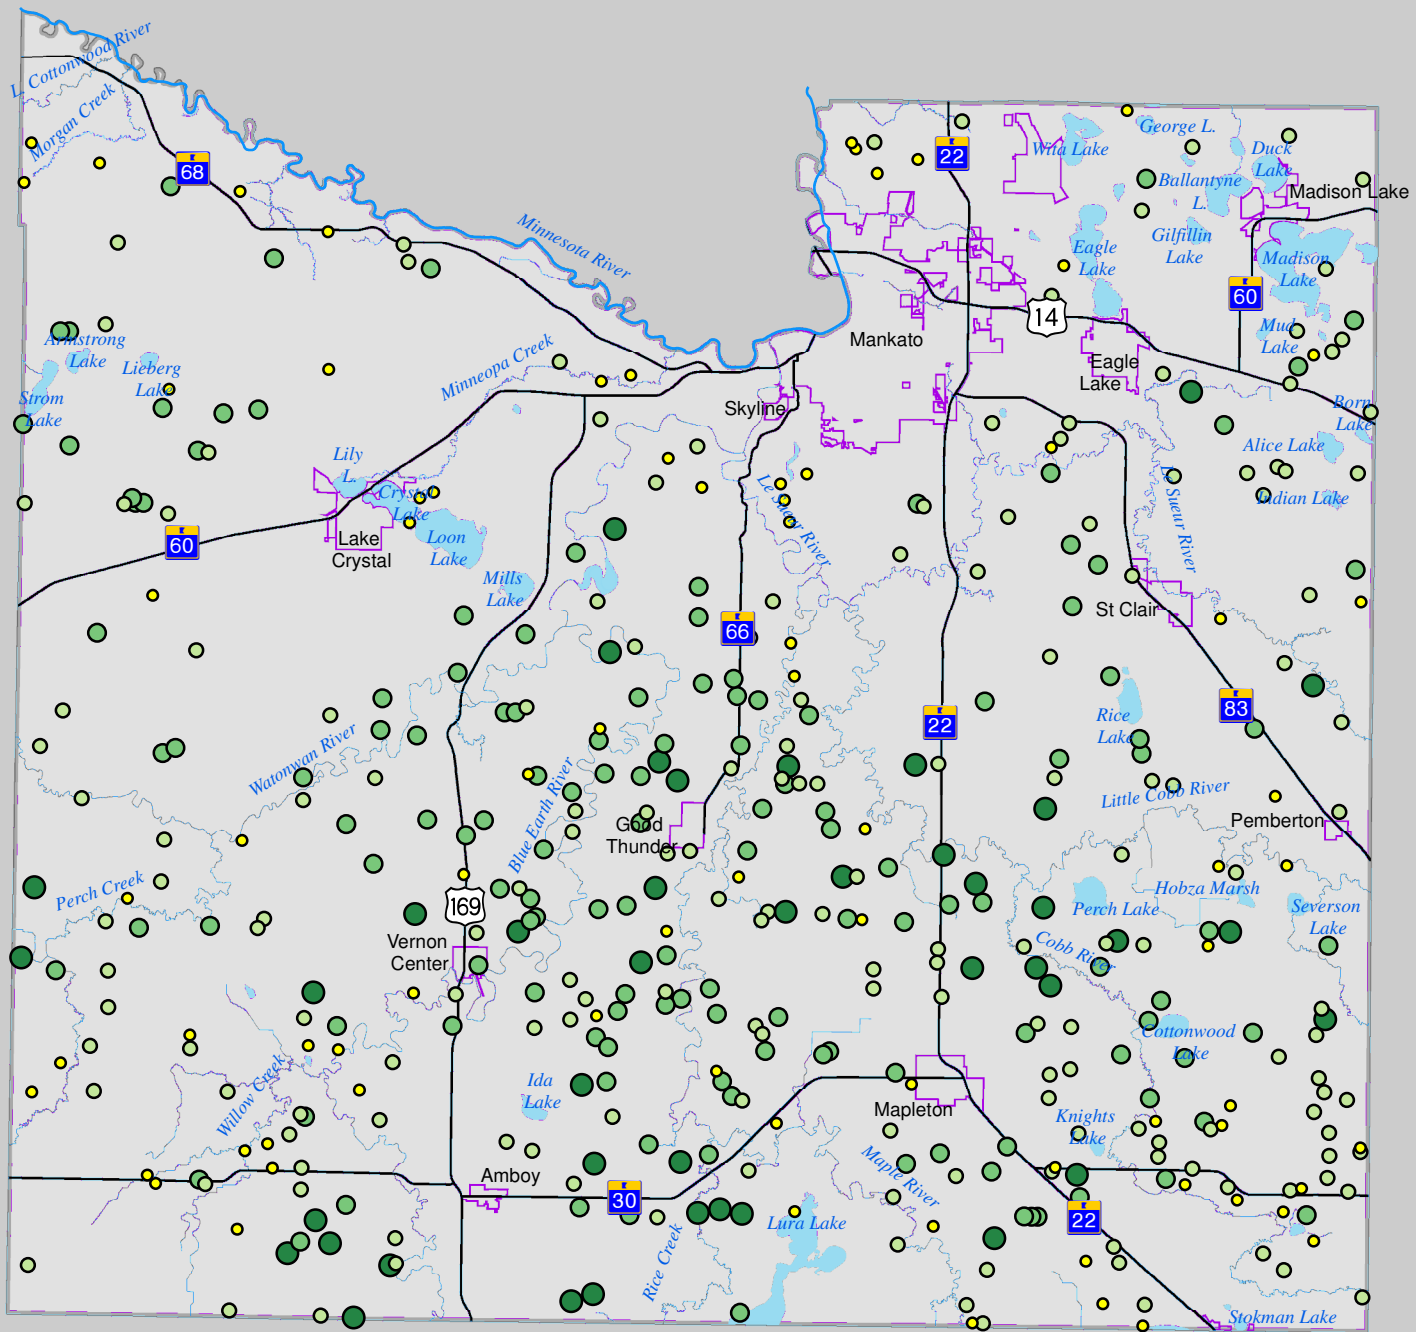 L. Cottonwood River
Morgan Creek
68
22
George L.
Wita Lake
Duck
Lake
Ballantyne
L.
Madison Lake
Minnesota River
Eagle
Lake
Gilfillin
Lake
Madison
Lake
60
14
Mankato
Mud
Lake
Armstrong
Lake
Lieberg
Lake
Minneopa Creek
Eagle
Lake
Strom
Lake
Skyline
Born
Lake
Alice Lake
Lily
L.
Crystal
Lake
Le Sueur River
Le Sueur River
Indian Lake
60
Lake
Crystal
Loon
Lake
Mills
Lake
St Clair
66
22
Rice
Lake
83
Watonwan River
Blue Earth River
Little Cobb River
Good
Thunder
Pemberton
Perch Creek
169
Hobza Marsh
Perch Lake
Severson
Lake
Vernon
Center
Cobb River
Cottonwood
Lake
Willow Creek
Ida
Lake
Mapleton
Knights
Lake
Amboy
30
Maple River
22
Rice Creek
Lura Lake
Stokman Lake